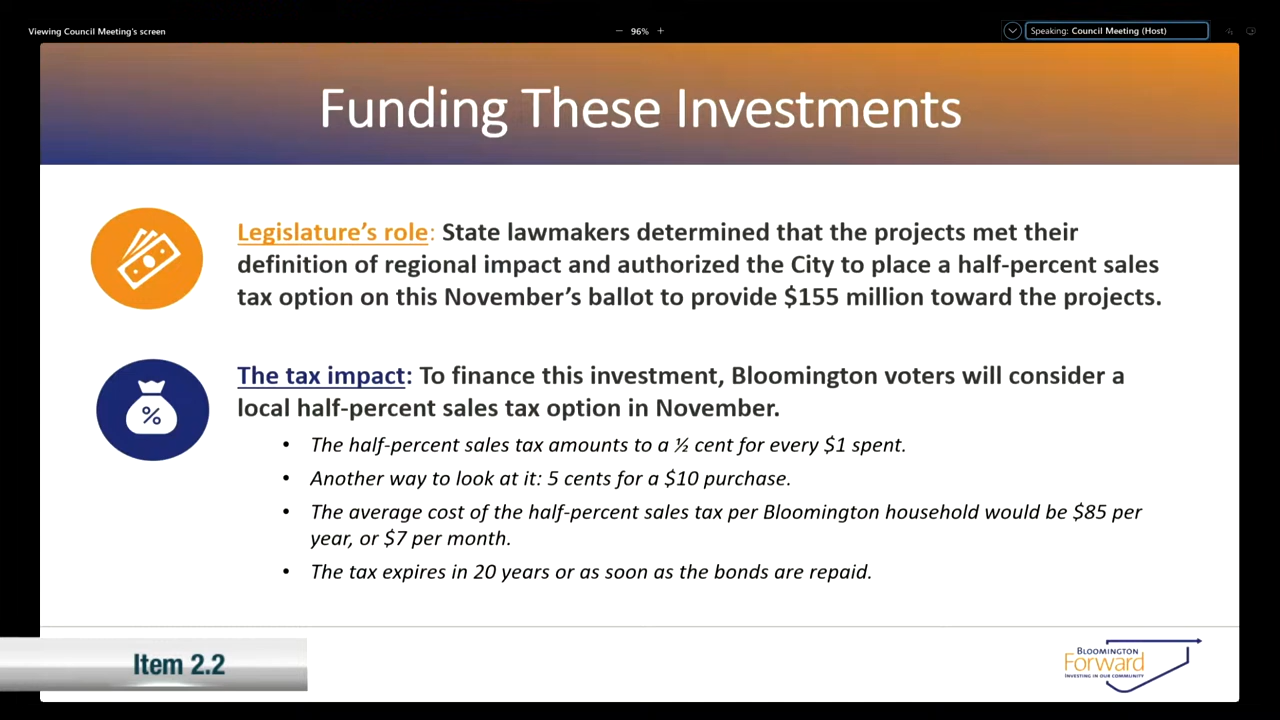 Viewing Council Meeting's screen
96%
Speaking: Council Meeting (Host)
Funding These Investments
Legislature's role: State lawmakers determined that the projects met their
definition of regional impact and authorized the City to place a half-percent sales
tax option on this November's ballot to provide $155 million toward the projects.
The tax impact: To finance this investment, Bloomington voters will consider a
local half-percent sales tax option in November.
• The half-percent sales tax amounts to a ½ cent for every $1 spent.
• Another way to look at it: 5 cents for a $10 purchase.
• The average cost of the half-percent sales tax per Bloomington household would be $85 per
year, or $7 per month.
• The tax expires in 20 years or as soon as the bonds are repaid.
Item 2.2
BLOOMINGTON
Forward
INVESTING IN OUR COMMUNITY